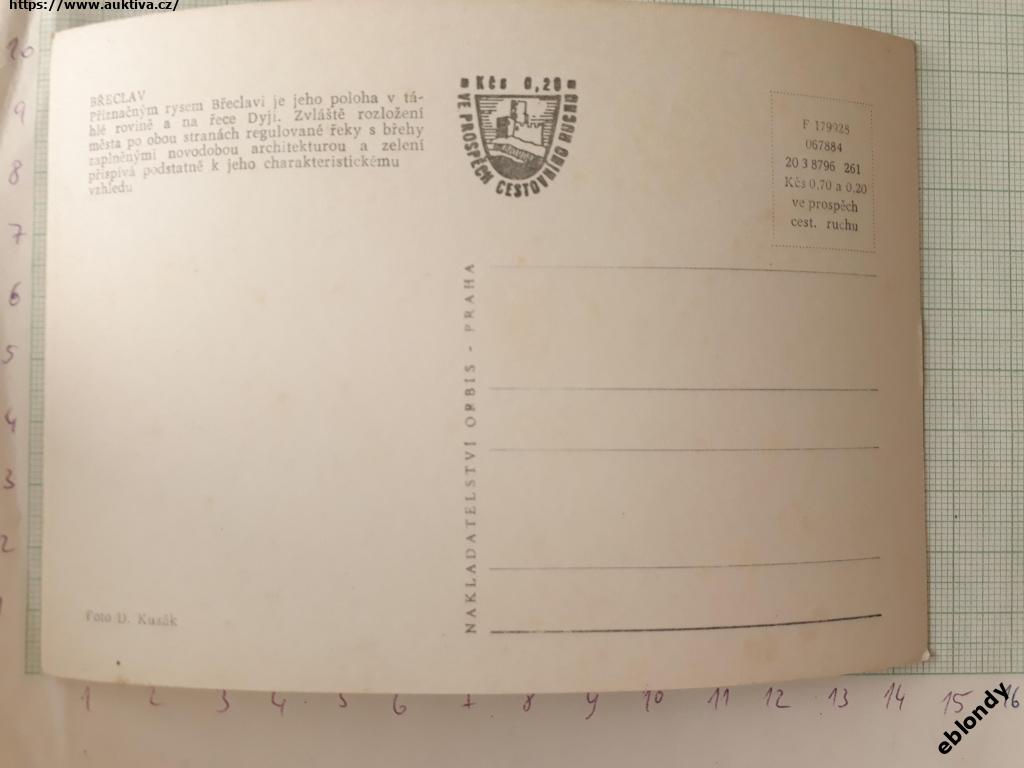 https://www.auktiva.cz/
BŘECLAV
Příznačným rysem Břeclavi je jeho poloha v tá-
hlé rovině a na řece Dyji. Zvláště rozložení
města po obou stranách regulované řeky s břehy
zaplněnými novodobou architekturou a zelení
přispívá podstatně k jeho charakteristickému
vzhledu
Kčs 0,20
VE PROSPĚCH CESTOVNÍHO RUCHU
F 179928
067884
20 3 8796 261
Kčs 0,70 a 0,20
ve prospěch
cest. ruchu
NAKLADATELSTVÍ ORBIS - PRAHA
Foto D. Kusák
10
9
8
7
6
5
4
3
2
1
1 2 3 4 5 6 7 8 9 10 11 12 13 14 15 16
eblondy